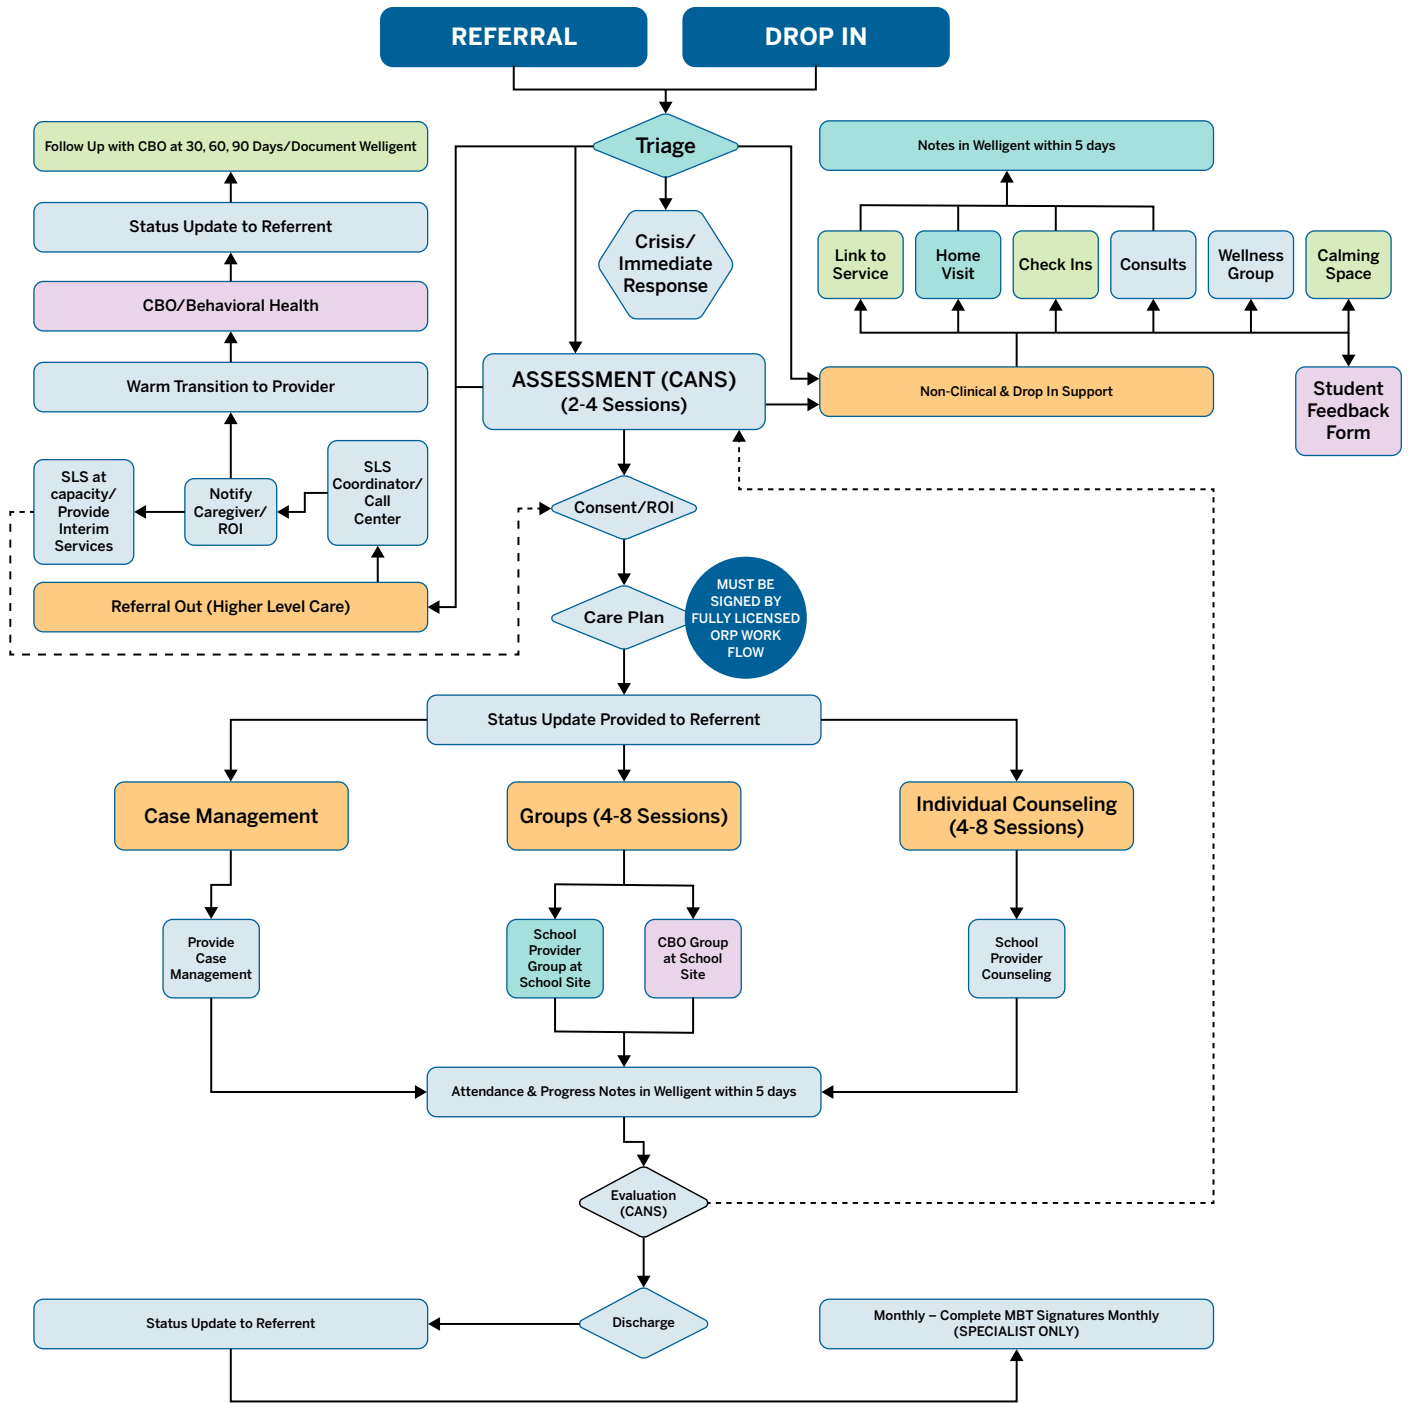 REFERRAL
DROP IN
Triage
Follow Up with CBO at 30, 60, 90 Days/Document Welligent
Notes in Welligent within 5 days
Status Update to Referrent
Crisis/
Immediate
Response
Link to
Service
Home
Visit
Check Ins
Consults
Wellness
Group
Calming
Space
CBO/Behavioral Health
Warm Transition to Provider
ASSESSMENT (CANS)
(2-4 Sessions)
Non-Clinical & Drop In Support
Student
Feedback
Form
SLS at
capacity/
Provide
Interim
Services
Notify
Caregiver/
ROI
SLS
Coordinator/
Call
Center
Consent/ROI
Referral Out (Higher Level Care)
Care Plan
MUST BE
SIGNED BY
FULLY LICENSED
ORP WORK
FLOW
Status Update Provided to Referrent
Case Management
Groups (4-8 Sessions)
Individual Counseling
(4-8 Sessions)
Provide
Case
Management
School
Provider
Group at
School Site
CBO Group
at School
Site
School
Provider
Counseling
Attendance & Progress Notes in Welligent within 5 days
Evaluation
(CANS)
Status Update to Referrent
Discharge
Monthly – Complete MBT Signatures Monthly
(SPECIALIST ONLY)